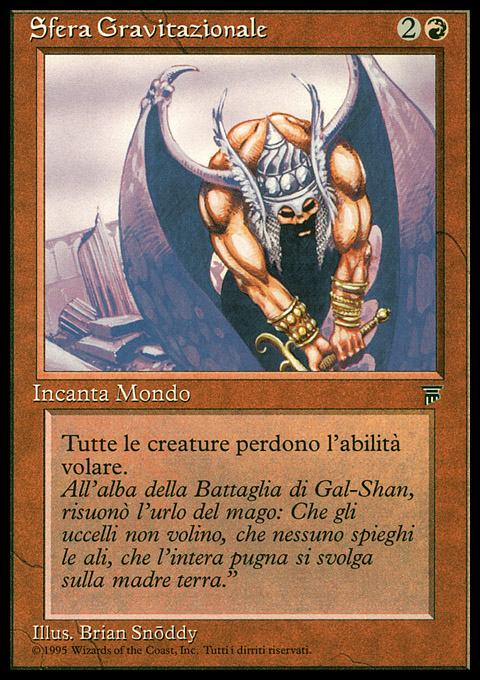 Sfera Gravitazionale 2
Incanta Mondo
Tutte le creature perdono l'abilità
volare.
All'alba della Battaglia di Gal-Shan,
risuonò l'urlo del mago: Che gli
uccelli non volino, che nessuno spieghi
le ali, che l'intera pugna si svolga
sulla madre terra."
Illus. Brian Snōddy
©1995 Wizards of the Coast, Inc. Tutti i dirriti riservati.